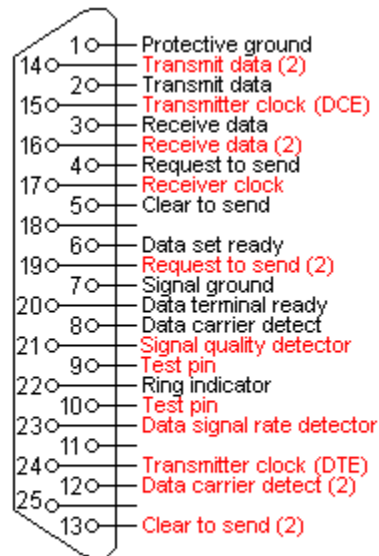 1 Protective ground
14 Transmit data (2)
2 Transmit data
15 Transmitter clock (DCE)
3 Receive data
16 Receive data (2)
4 Request to send
17 Receiver clock
5 Clear to send
18
6 Data set ready
19 Request to send (2)
7 Signal ground
20 Data terminal ready
8 Data carrier detect
21 Signal quality detector
9 Test pin
22 Ring indicator
10 Test pin
23 Data signal rate detector
11
24 Transmitter clock (DTE)
12 Data carrier detect (2)
25
13 Clear to send (2)